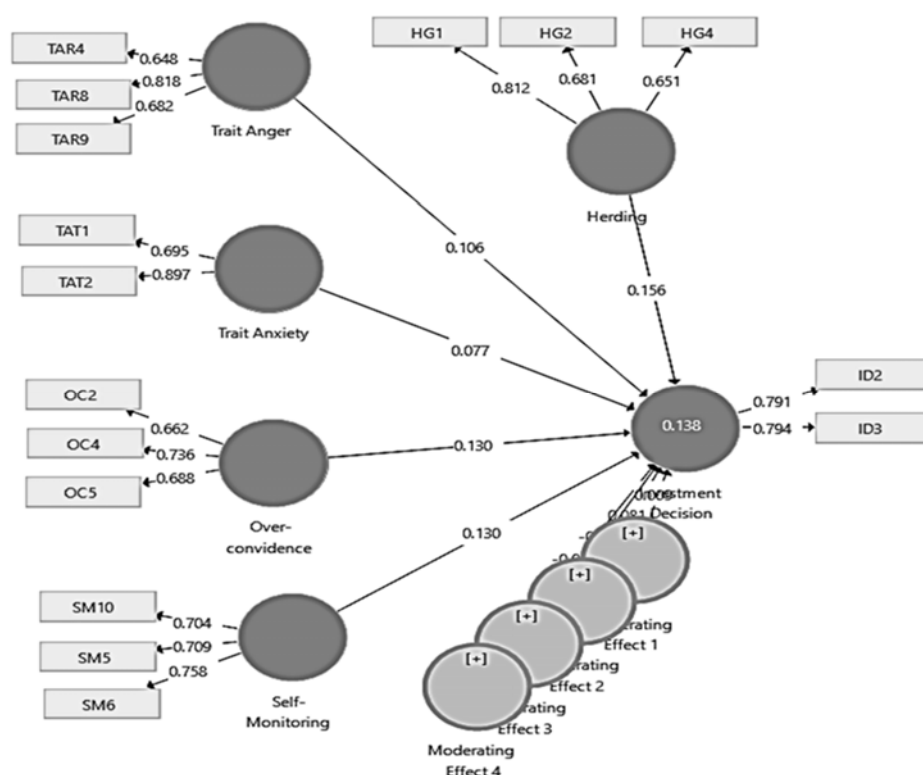 TAR4
0.648
TAR8
0.818
TAR9
0.682
Trait Anger
HG1
HG2
HG4
0.812
0.681
0.651
Herding
TAT1
0.695
TAT2
0.897
Trait Anxiety
0.106
0.156
0.077
OC2
0.662
OC4
0.736
OC5
0.688
Over-
convidence
0.130
0.138
0.791
ID2
0.794
ID3
Decision
SM10
0.704
SM5
0.709
SM6
0.758
Self-
Monitoring
0.130
[+]
Effect 1
[+]
Effect 2
[+]
Effect 3
[+]
Moderating
Effect 4